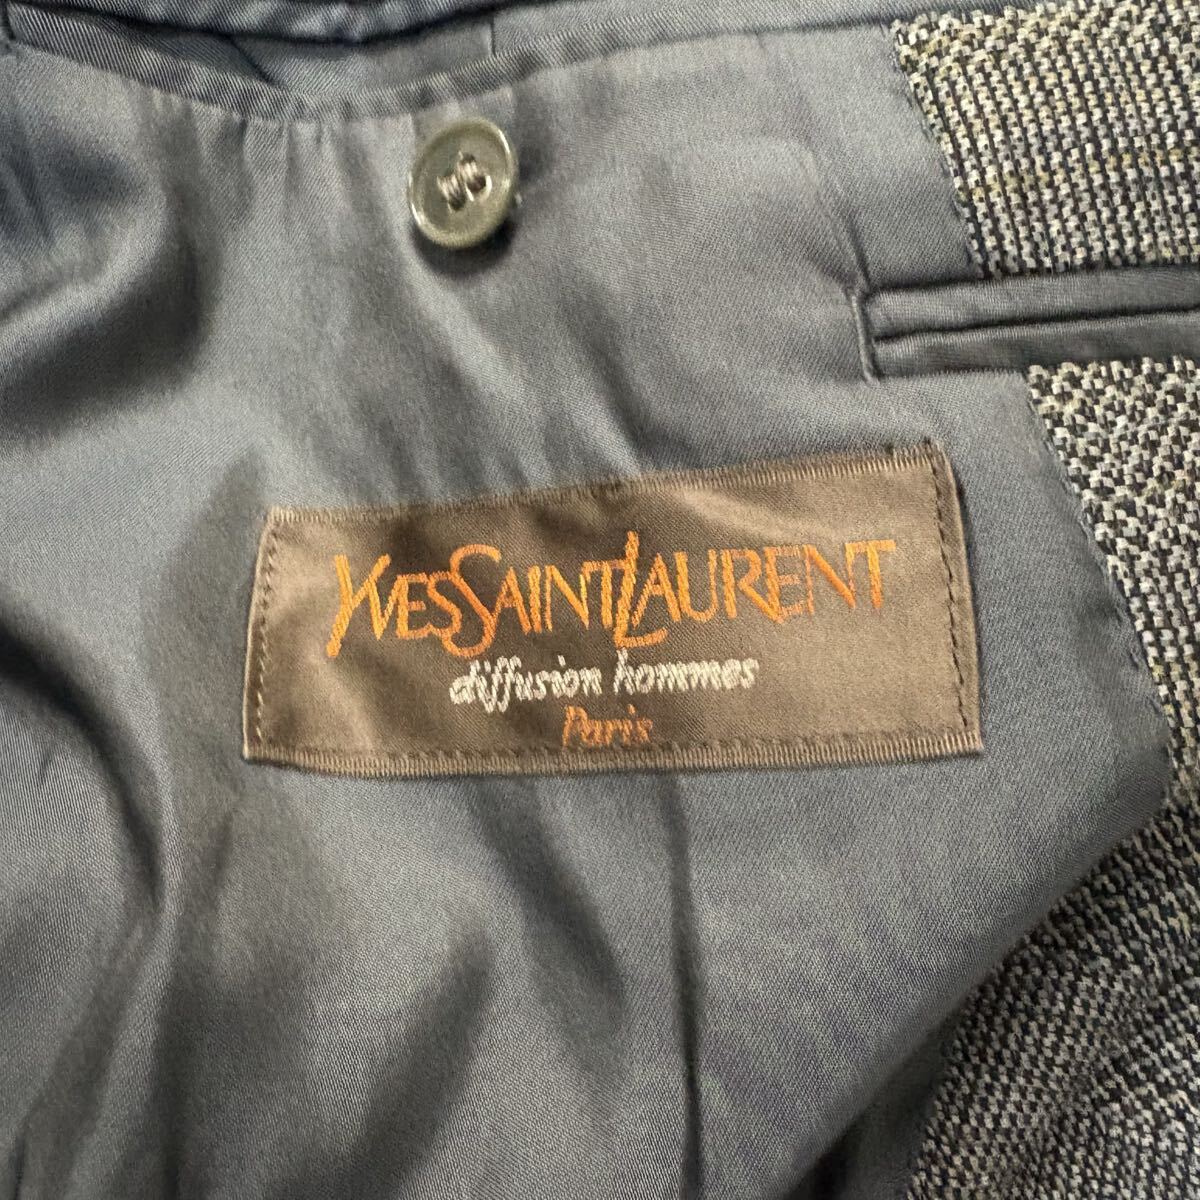 YVESSAINTLAURENT
diffusion hommes
Paris